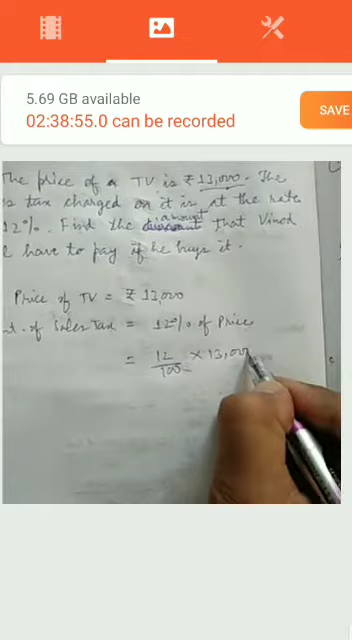 5.69 GB available
02:38:55.0 can be recorded
SAVE
The price of a TV is ₹ 13,000. The
tax charged on it is at the rate
12%. Find the amount that Vinod
have to pay if he buys it.
Price of TV = ₹ 13,000
t. of Sales Tax = 12% of Price
= 12/100 × 13,000